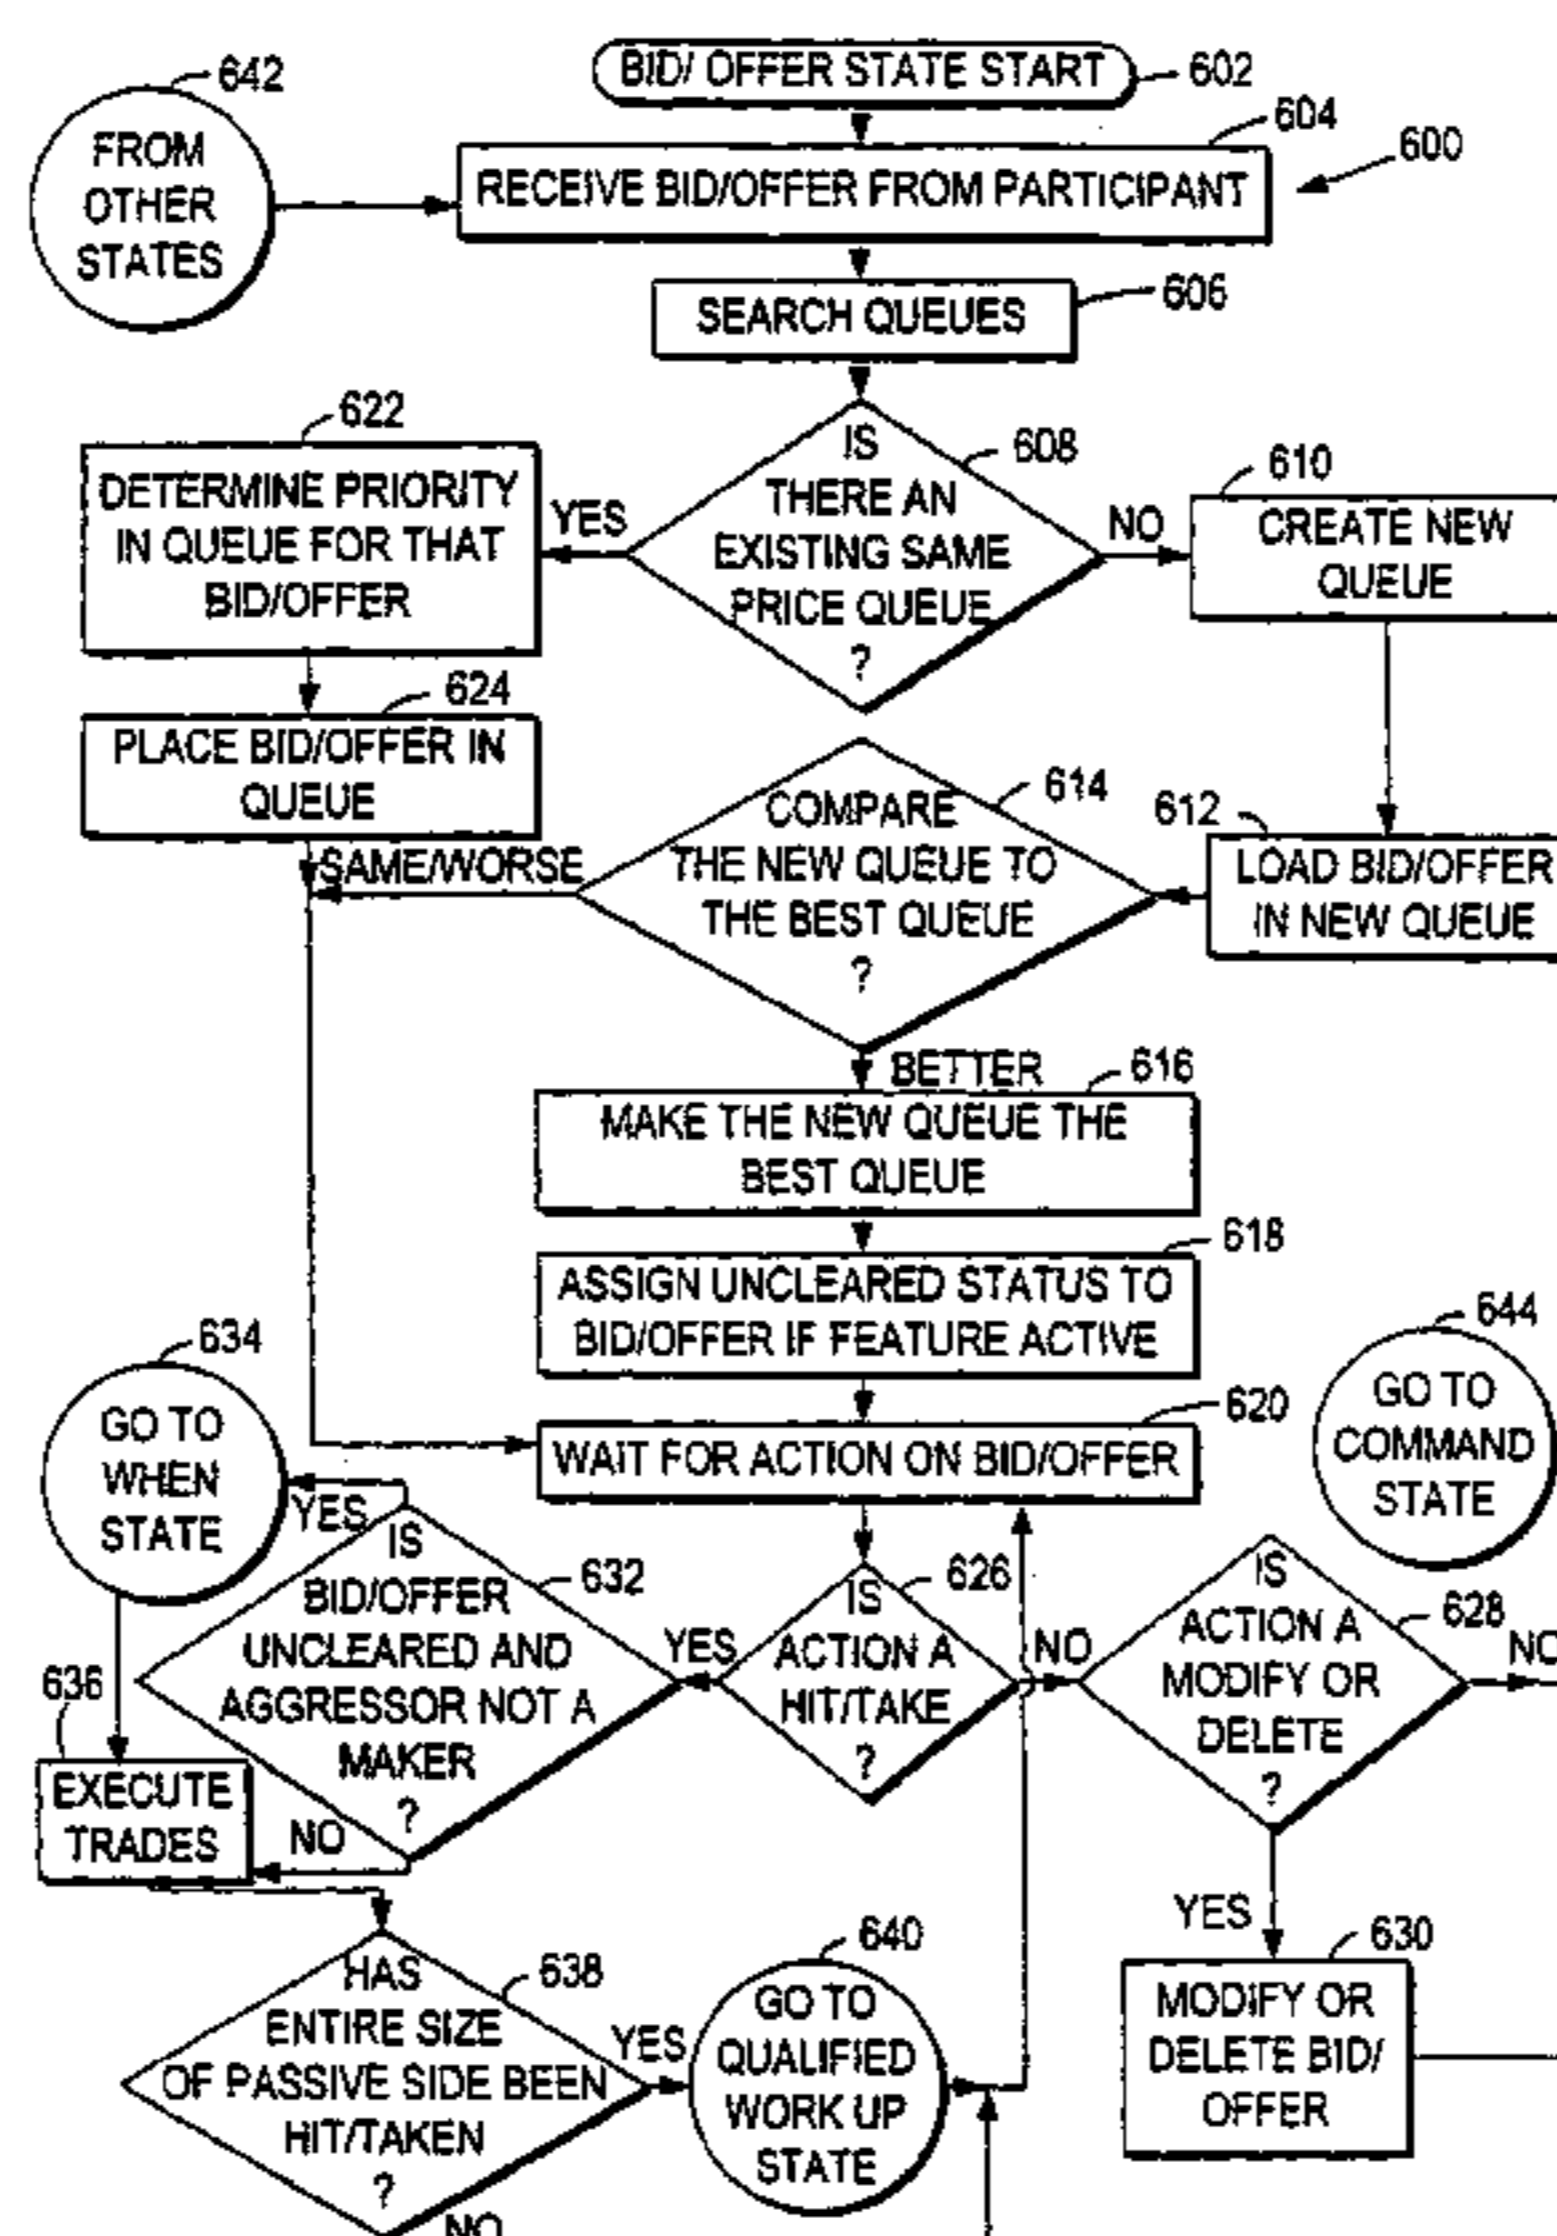 BID/ OFFER STATE START
602
642
FROM
OTHER
STATES
604
RECEIVE BID/OFFER FROM PARTICIPANT
600
SEARCH QUEUES
606
622
DETERMINE PRIORITY
IN QUEUE FOR THAT
BID/OFFER
YES
IS
THERE AN
EXISTING SAME
PRICE QUEUE
?
608
NO
610
CREATE NEW
QUEUE
624
PLACE BID/OFFER IN
QUEUE
SAME/WORSE
COMPARE
THE NEW QUEUE TO
THE BEST QUEUE
?
614
612
LOAD BID/OFFER
IN NEW QUEUE
BETTER
616
MAKE THE NEW QUEUE THE
BEST QUEUE
618
ASSIGN UNCLEARED STATUS TO
BID/OFFER IF FEATURE ACTIVE
620
WAIT FOR ACTION ON BID/OFFER
634
GO TO
WHEN
STATE
644
GO TO
COMMAND
STATE
YES
IS
BID/OFFER
UNCLEARED AND
AGGRESSOR NOT A
MAKER
?
632
YES
IS
ACTION A
HIT/TAKE
?
626
NO
IS
ACTION A
MODIFY OR
DELETE
?
628
NO
636
EXECUTE
TRADES
NO
YES
630
MODIFY OR
DELETE BID/
OFFER
HAS
ENTIRE SIZE
OF PASSIVE SIDE BEEN
HIT/TAKEN
?
638
YES
640
GO TO
QUALIFIED
WORK UP
STATE
NO